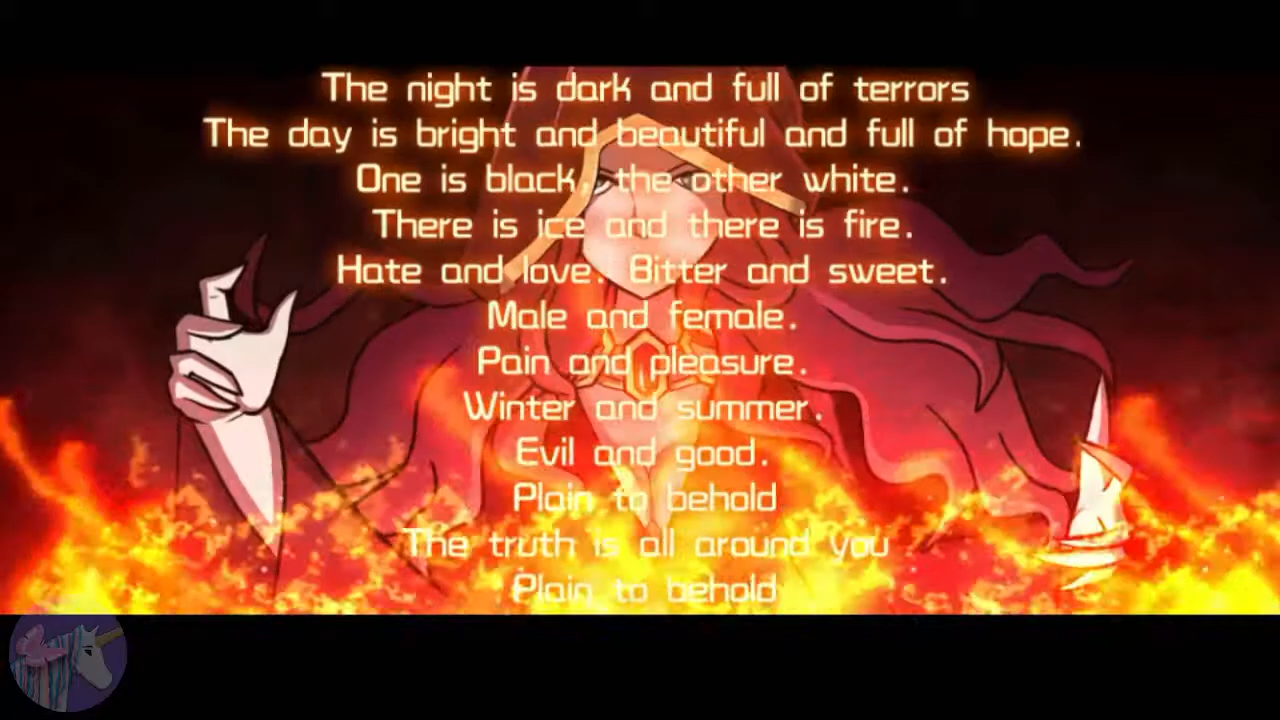 The night is dark and full of terrors
The day is bright and beautiful and full of hope.
One is black, the other white.
There is ice and there is fire.
Hate and love. Bitter and sweet.
Male and female.
Pain and pleasure.
Winter and summer.
Evil and good.
Plain to behold
The truth is all around you
Plain to behold